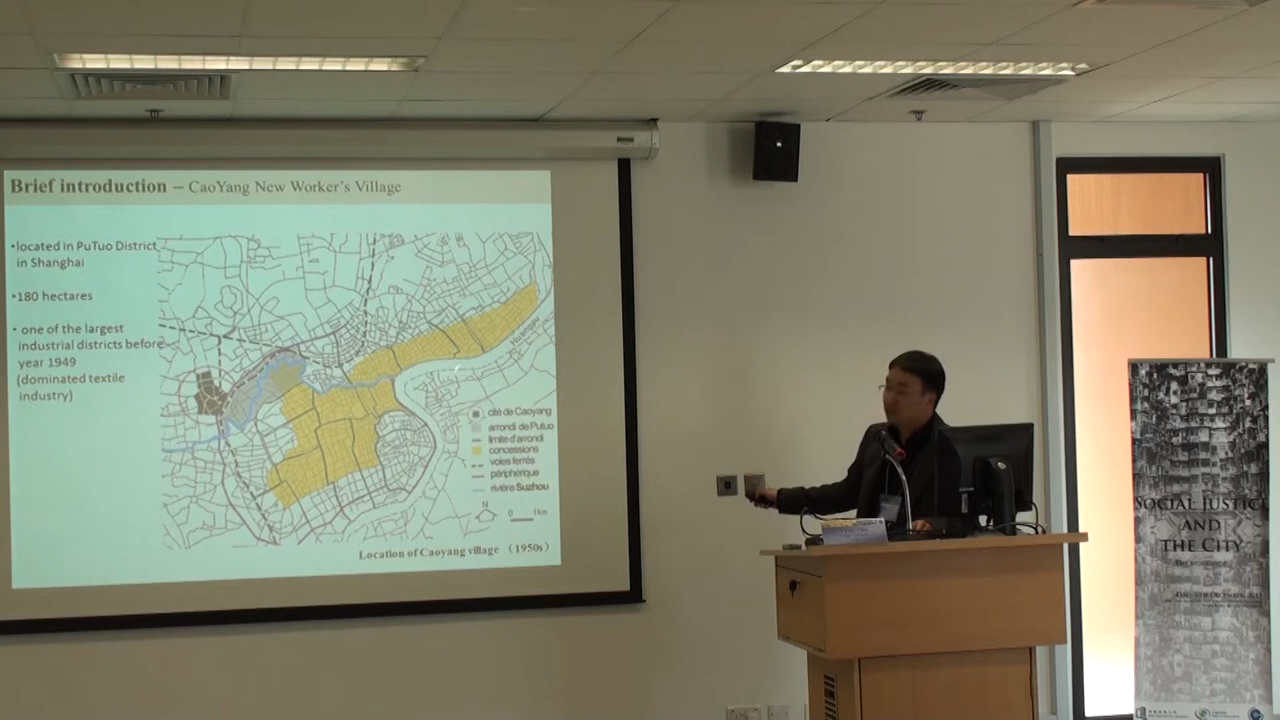 Brief introduction – CaoYang New Worker's Village
•located in PuTuo District
in Shanghai
•180 hectares
• one of the largest
industrial districts before
year 1949
(dominated textile
industry)
Huangpu
cité de Caoyang
arrondi de Putuo
limite d'arrondi
concessions
voies ferrés
périphérique
rivière Suzhou
N
0 1km
Location of Caoyang village （1950s）
Social Justice
and
the City